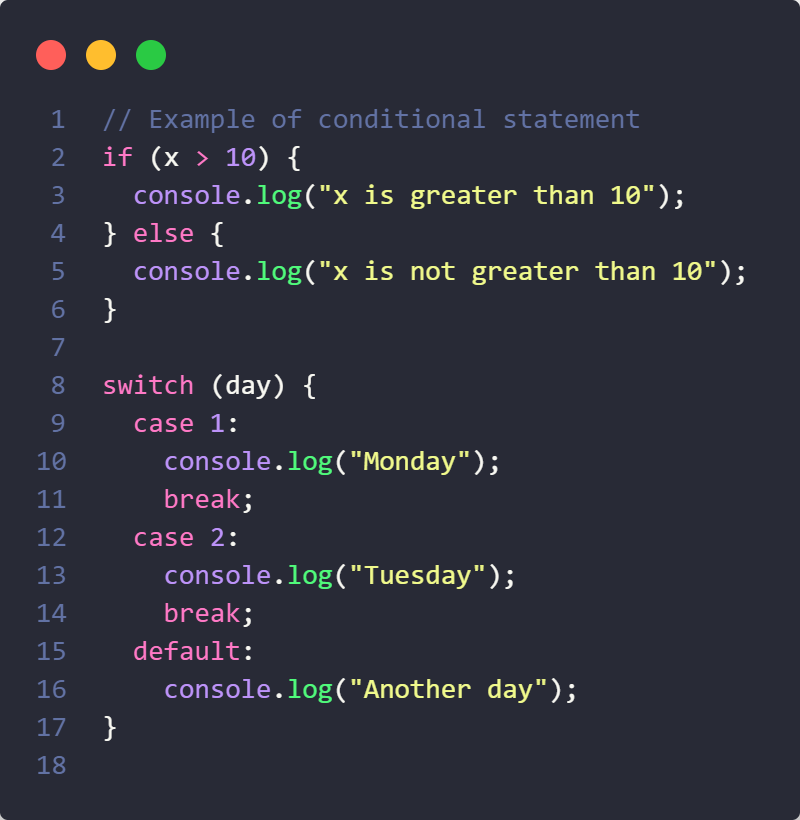 1 // Example of conditional statement
2 if (x > 10) {
3   console.log("x is greater than 10");
4 } else {
5   console.log("x is not greater than 10");
6 }
7
8 switch (day) {
9   case 1:
10     console.log("Monday");
11     break;
12   case 2:
13     console.log("Tuesday");
14     break;
15   default:
16     console.log("Another day");
17 }
18